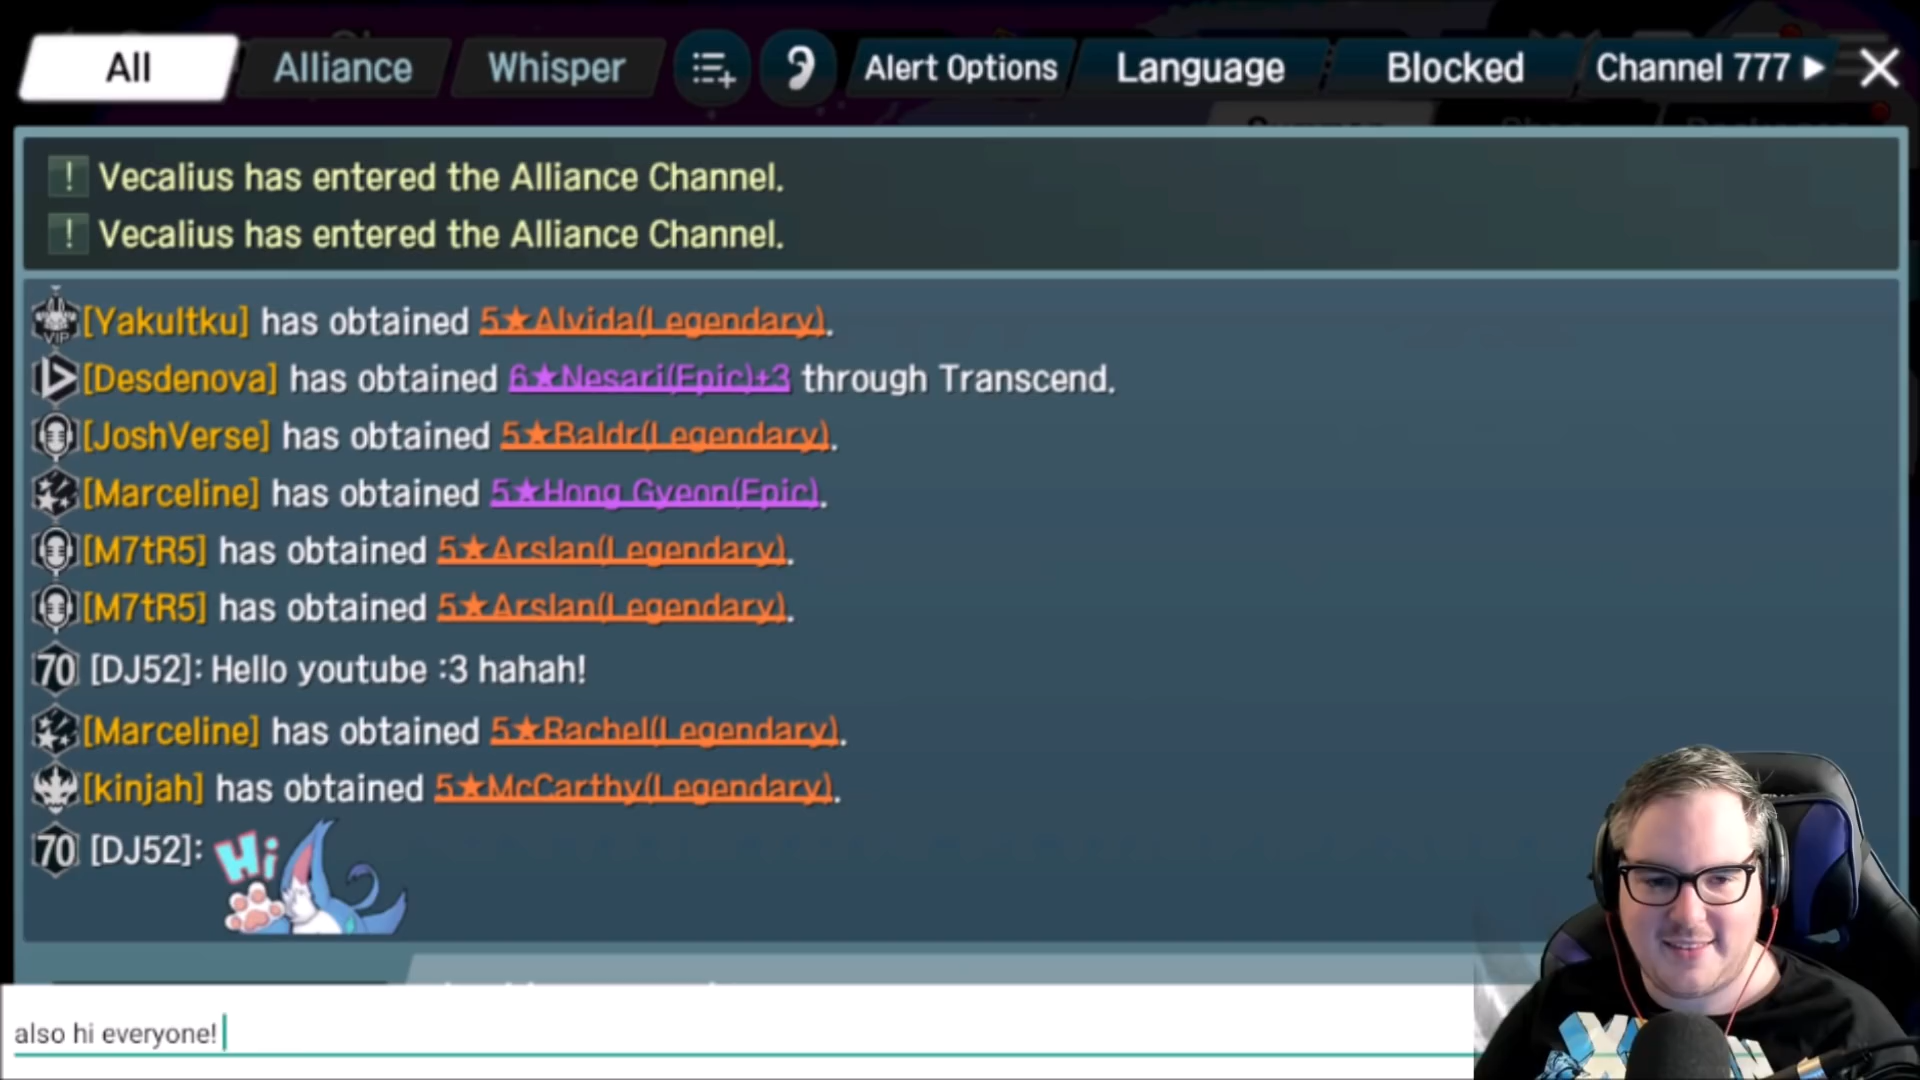 All
Alliance
Whisper
Alert Options
Language
Blocked
Channel 777
! Vecalius has entered the Alliance Channel.
! Vecalius has entered the Alliance Channel.
VIP [Yakultku] has obtained 5★Alvida(Legendary).
[Desdenova] has obtained 6★Nesari(Epic)+3 through Transcend.
[JoshVerse] has obtained 5★Baldr(Legendary).
[Marceline] has obtained 5★Hong Gyeon(Epic).
[M7tR5] has obtained 5★Arslan(Legendary).
[M7tR5] has obtained 5★Arslan(Legendary).
70 [DJ52]: Hello youtube :3 hahah!
[Marceline] has obtained 5★Rachel(Legendary).
[kinjah] has obtained 5★McCarthy(Legendary).
70 [DJ52]: Hi
also hi everyone!